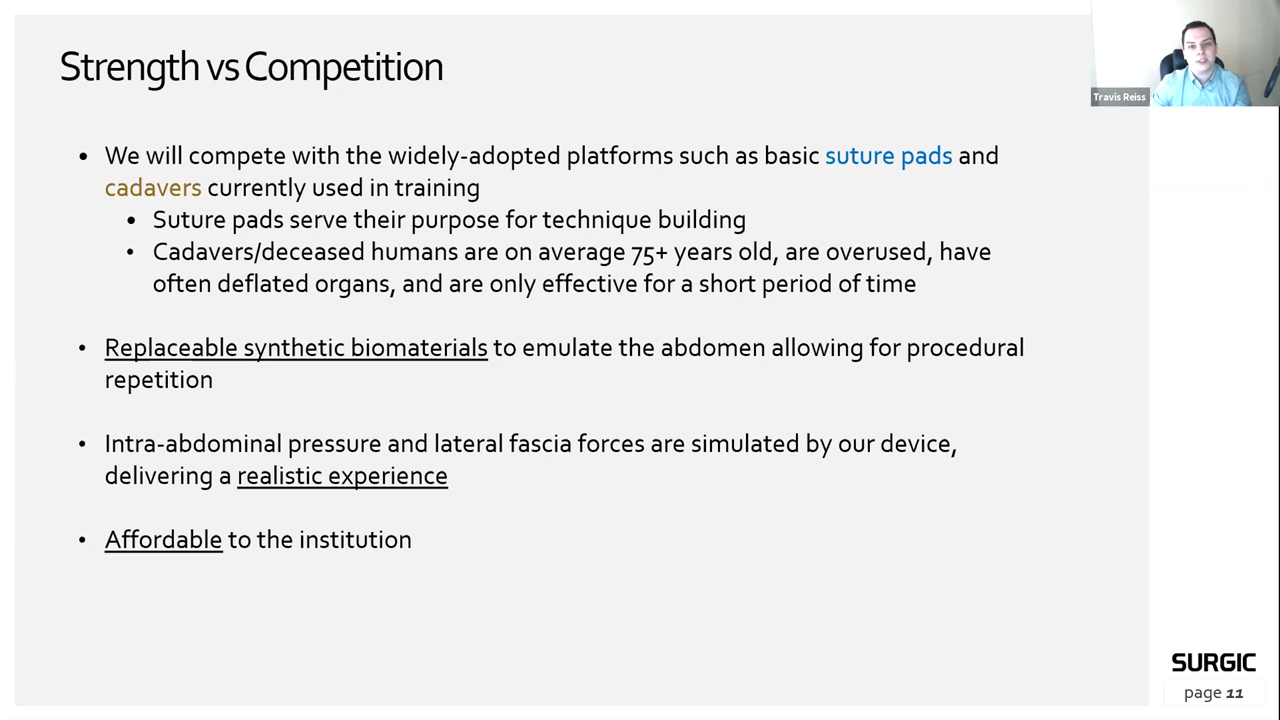 Strength vs Competition
Travis Reiss
• We will compete with the widely-adopted platforms such as basic suture pads and
cadavers currently used in training
• Suture pads serve their purpose for technique building
• Cadavers/deceased humans are on average 75+ years old, are overused, have
often deflated organs, and are only effective for a short period of time
• Replaceable synthetic biomaterials to emulate the abdomen allowing for procedural
repetition
• Intra-abdominal pressure and lateral fascia forces are simulated by our device,
delivering a realistic experience
• Affordable to the institution
SURGIC
page 11